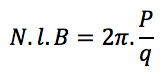 N.l.B = 2π.P/q